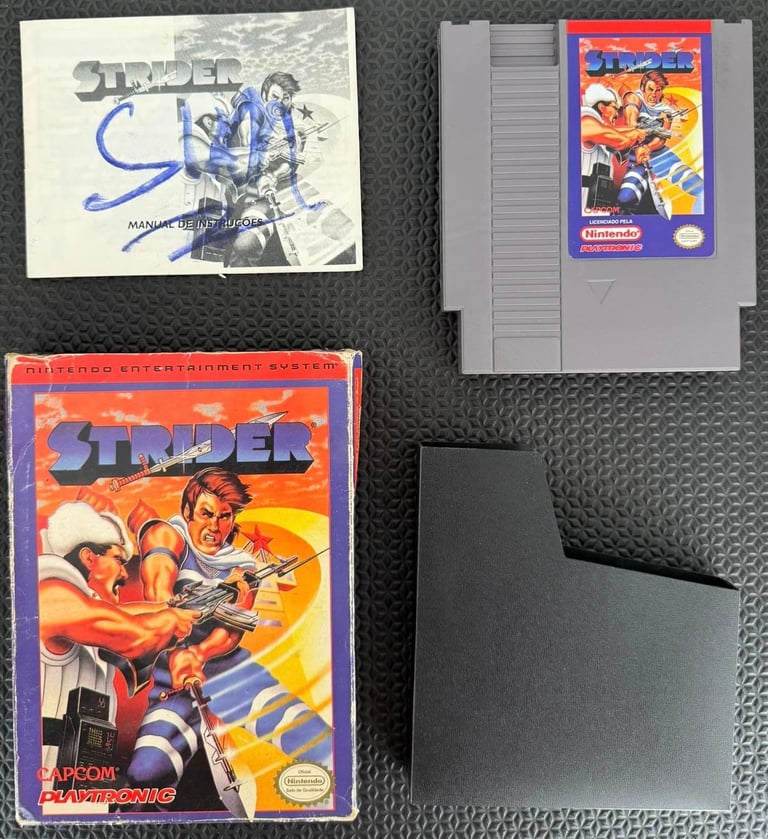 STRIDER
MANUAL DE INSTRUÇÕES
STRIDER
CAPCOM
LICENCIADO PELA
Nintendo®
PLAYTRONIC
NINTENDO ENTERTAINMENT SYSTEM
STRIDER®
CAPCOM®
PLAYTRONIC
Oficial
Nintendo
Selo de Qualidade